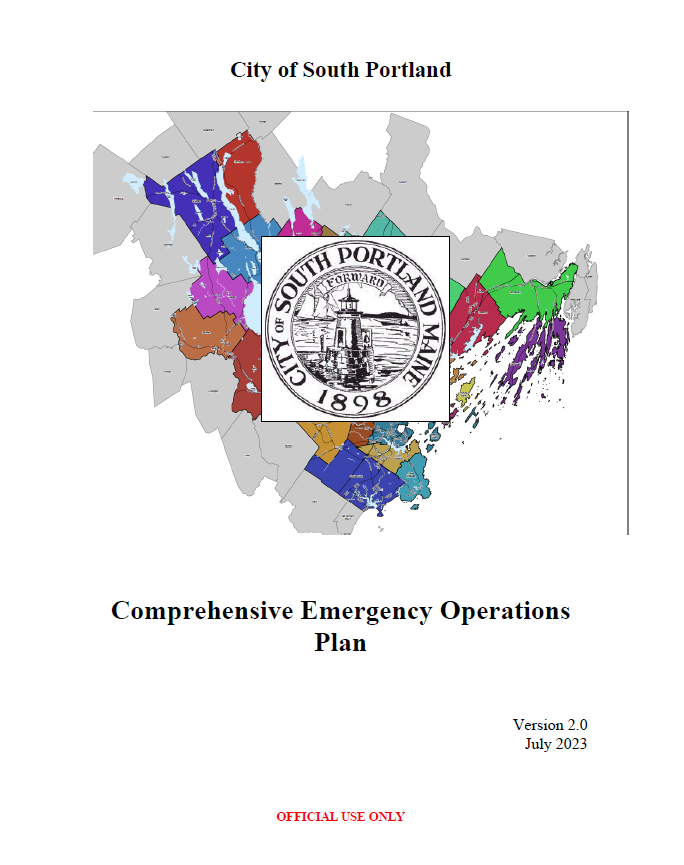 City of South Portland
CITY OF SOUTH PORTLAND MAINE
FORWARD
1898
Comprehensive Emergency Operations
Plan
Version 2.0
July 2023
OFFICIAL USE ONLY